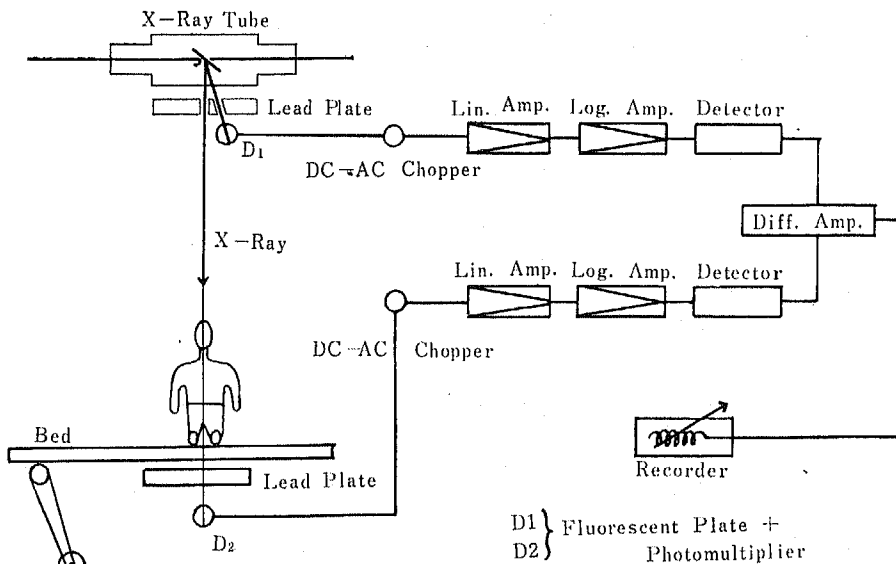 X-Ray Tube
Lead Plate
D1
DC-AC Chopper
Lin. Amp. Log. Amp. Detector
Diff. Amp.
X-Ray
Lin. Amp. Log. Amp. Detector
DC-AC Chopper
Bed
Lead Plate
D2
Recorder
D1
D2 } Fluorescent Plate +
Photomultiplier